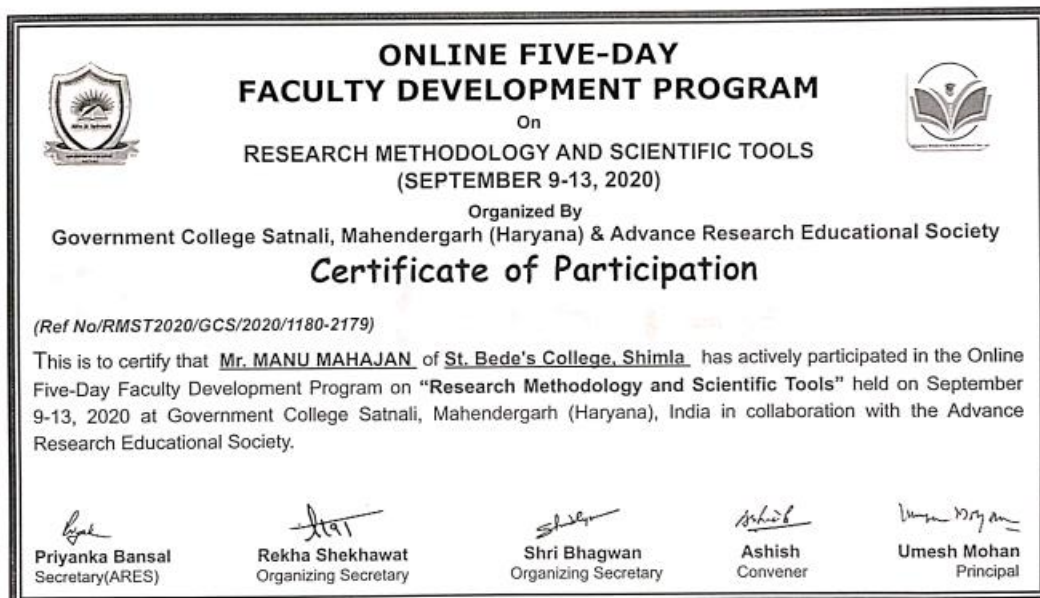 ONLINE FIVE-DAY
FACULTY DEVELOPMENT PROGRAM
On
RESEARCH METHODOLOGY AND SCIENTIFIC TOOLS
(SEPTEMBER 9-13, 2020)
Organized By
Government College Satnali, Mahendergarh (Haryana) & Advance Research Educational Society
Certificate of Participation
(Ref No/RMST2020/GCS/2020/1180-2179)
This is to certify that Mr. MANU MAHAJAN of St. Bede's College, Shimla has actively participated in the Online
Five-Day Faculty Development Program on “Research Methodology and Scientific Tools” held on September
9-13, 2020 at Government College Satnali, Mahendergarh (Haryana), India in collaboration with the Advance
Research Educational Society.
Priyanka Bansal
Secretary(ARES)
Rekha Shekhawat
Organizing Secretary
Shri Bhagwan
Organizing Secretary
Ashish
Convener
Umesh Mohan
Principal